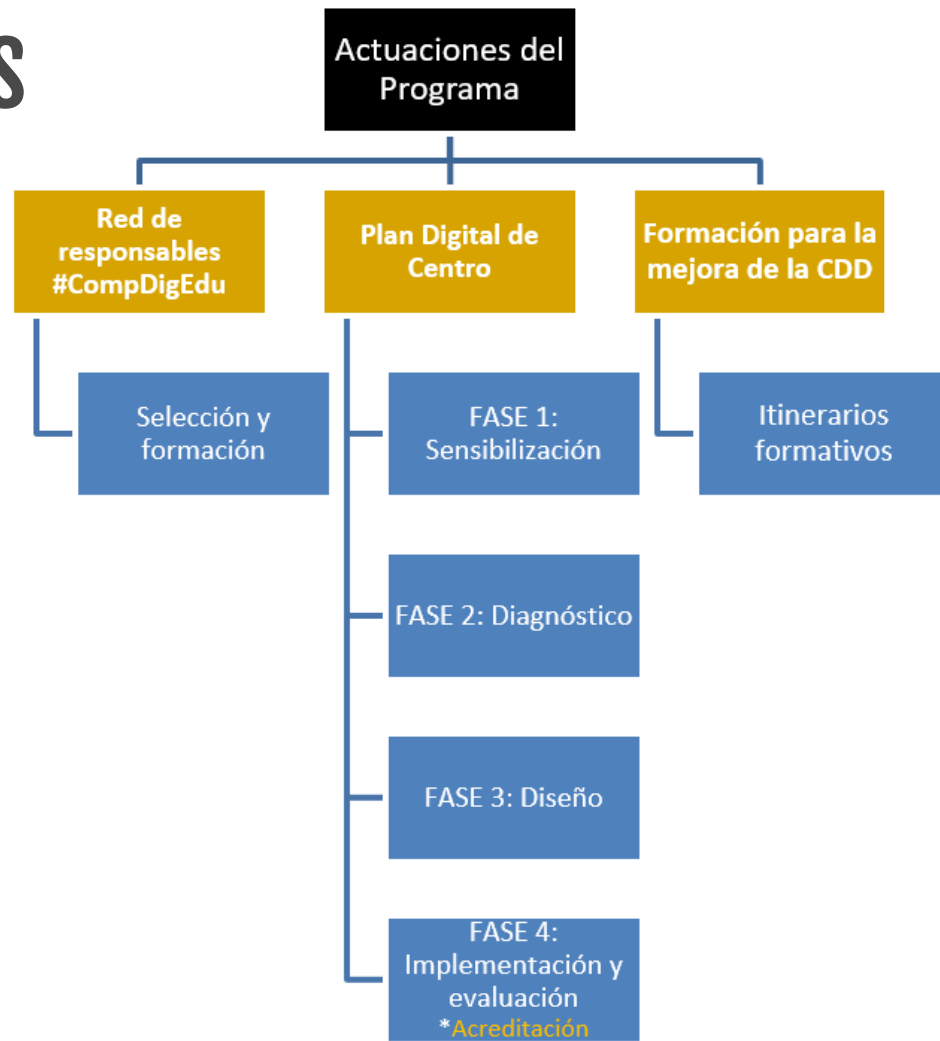 S
Actuaciones del
Programa
Red de
responsables
#CompDigEdu
Plan Digital de
Centro
Formación para la
mejora de la CDD
Selección y
formación
FASE 1:
Sensibilización
Itinerarios
formativos
FASE 2: Diagnóstico
FASE 3: Diseño
FASE 4:
Implementación y
evaluación
*Acreditación